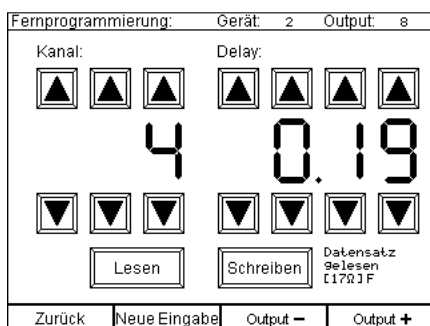 Fernprogrammierung: Gerät: 2 Output: 8
Kanal: Delay:
4 0.19
Lesen Schreiben
Datensatz
gelesen
[17Ω]F
Zurück Neue Eingabe Output − Output +